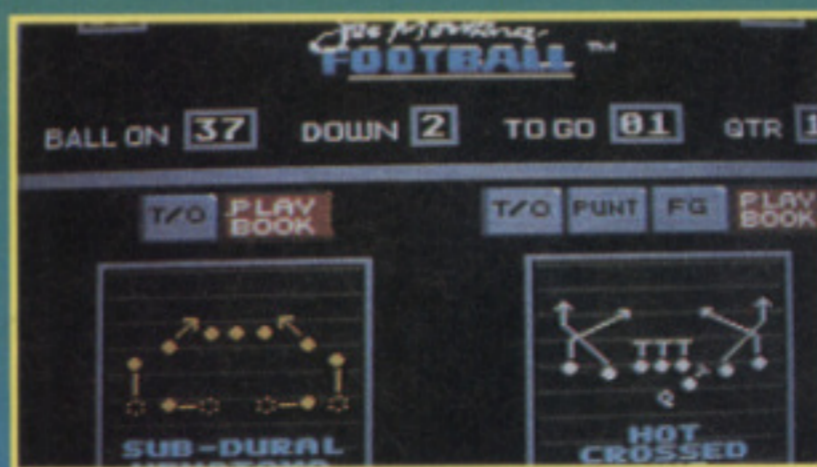 Joe Montana
FOOTBALL ™
BALL ON 37 DOWN 2 TO GO 01 QTR 1
T/O PLAY BOOK T/O PUNT FG PLAY BOOK
SUB-DURAL
HOT
CROSSED